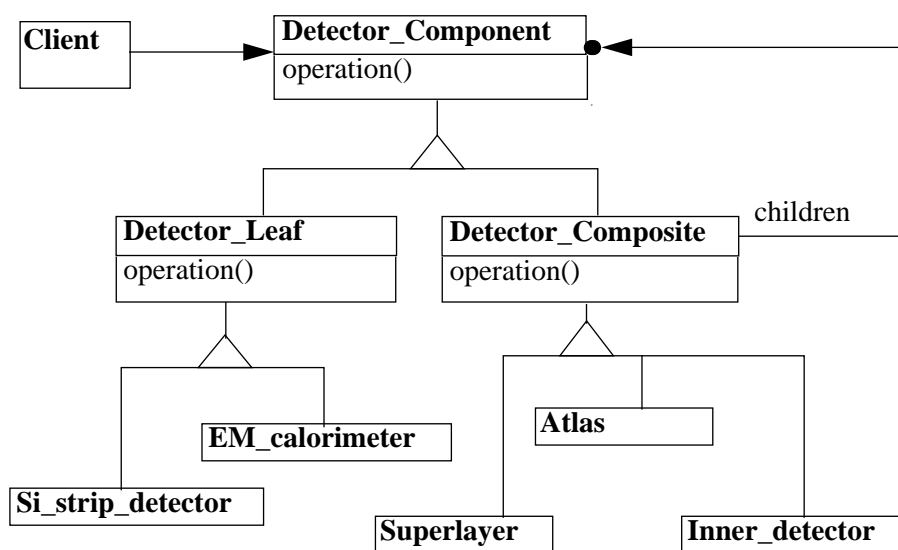 Client
Detector_Component
operation()
Detector_Leaf
operation()
Detector_Composite
operation()
children
EM_calorimeter
Atlas
Si_strip_detector
Superlayer
Inner_detector